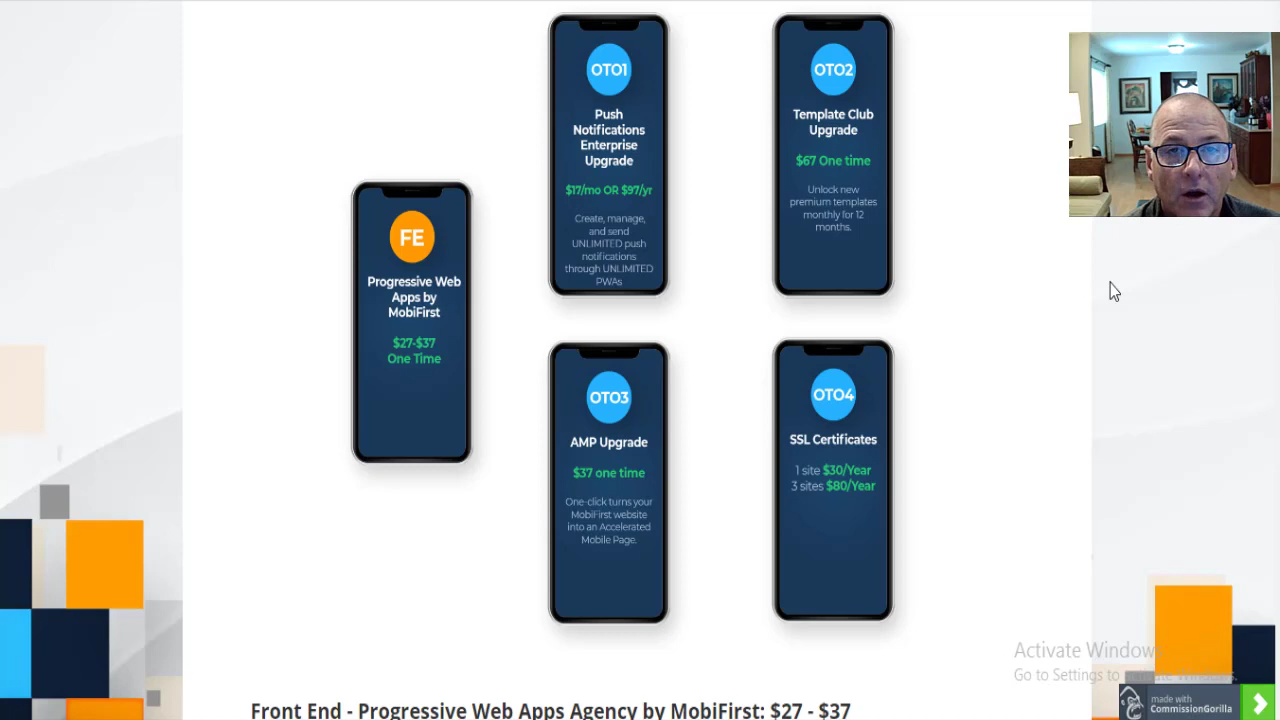 FE
Progressive Web
Apps by
MobiFirst
$27-$37
One Time
OTO1
Push
Notifications
Enterprise
Upgrade
$17/mo OR $97/yr
Create, manage,
and send
UNLIMITED push
notifications
through UNLIMITED
PWAs
OTO2
Template Club
Upgrade
$67 One time
Unlock new
premium templates
monthly for 12
months.
OTO3
AMP Upgrade
$37 one time
One-click turns your
MobiFirst website
into an Accelerated
Mobile Page.
OTO4
SSL Certificates
1 site $30/Year
3 sites $80/Year
Activate Windows
Go to Settings to activate Windows.
made with
CommissionGorilla
Front End - Progressive Web Apps Agency by MobiFirst: $27 - $37